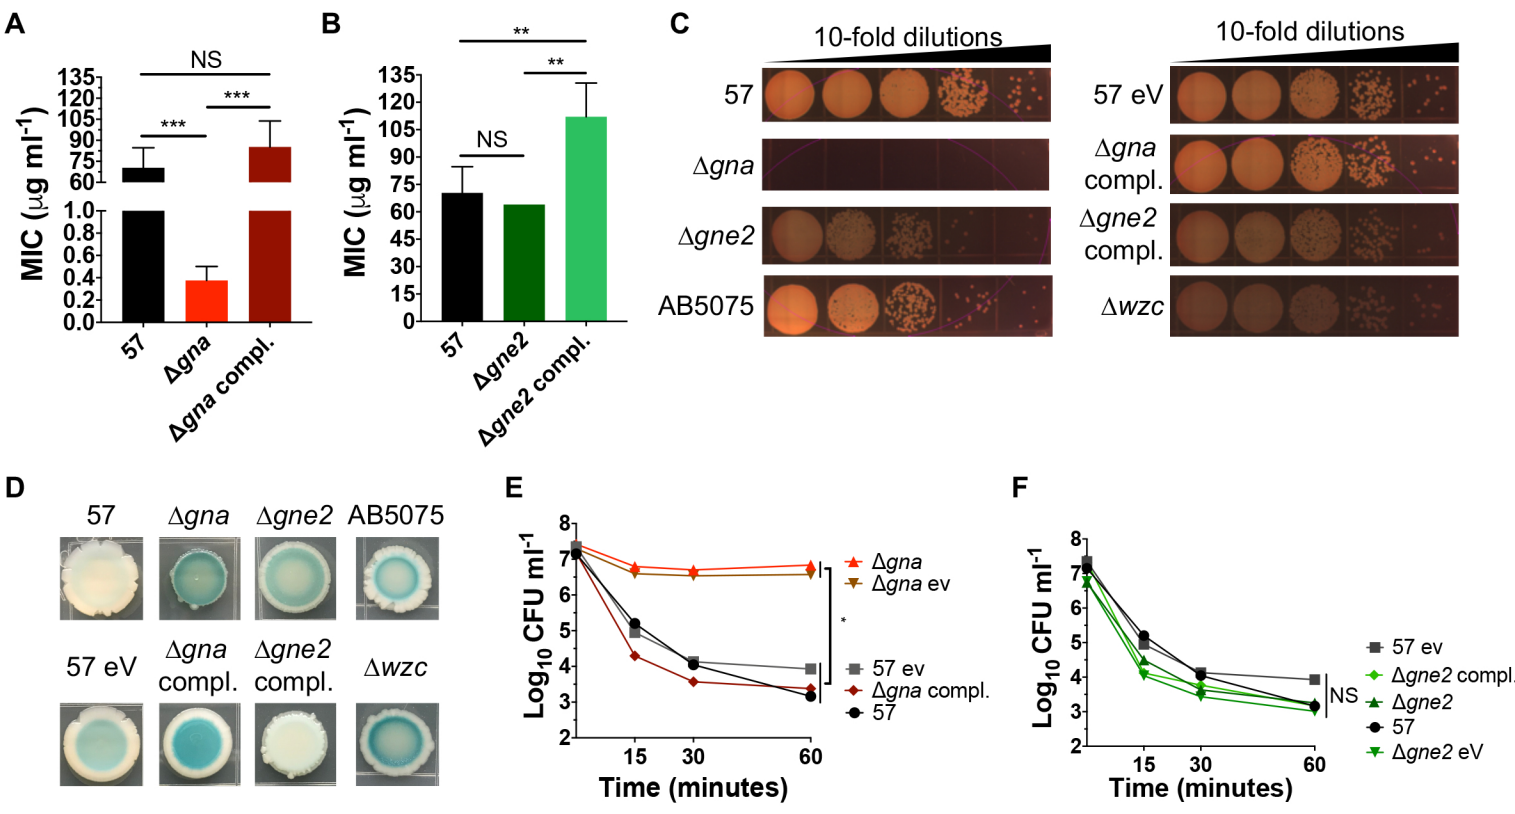 A
NS
***
***
MIC (µg ml-1)
135
120
105
90
75
60
1.0
0.8
0.6
0.4
0.2
0.0
57
Δgna
Δgna compl.
B
**
**
NS
MIC (µg ml-1)
135
120
105
90
75
60
45
30
15
0
57
Δgne2
Δgne2 compl.
C
10-fold dilutions
57
Δgna
Δgne2
AB5075
10-fold dilutions
57 eV
Δgna
compl.
Δgne2
compl.
Δwzc
D
57
Δgna
Δgne2
AB5075
57 eV
Δgna
compl.
Δgne2
compl.
Δwzc
E
Log10 CFU ml-1
8
7
6
5
4
3
2
15
30
60
Time (minutes)
Δgna
Δgna ev
*
57 ev
Δgna compl.
57
F
Log10 CFU ml-1
8
7
6
5
4
3
2
15
30
60
Time (minutes)
NS
57 ev
Δgne2 compl.
Δgne2
57
Δgne2 eV